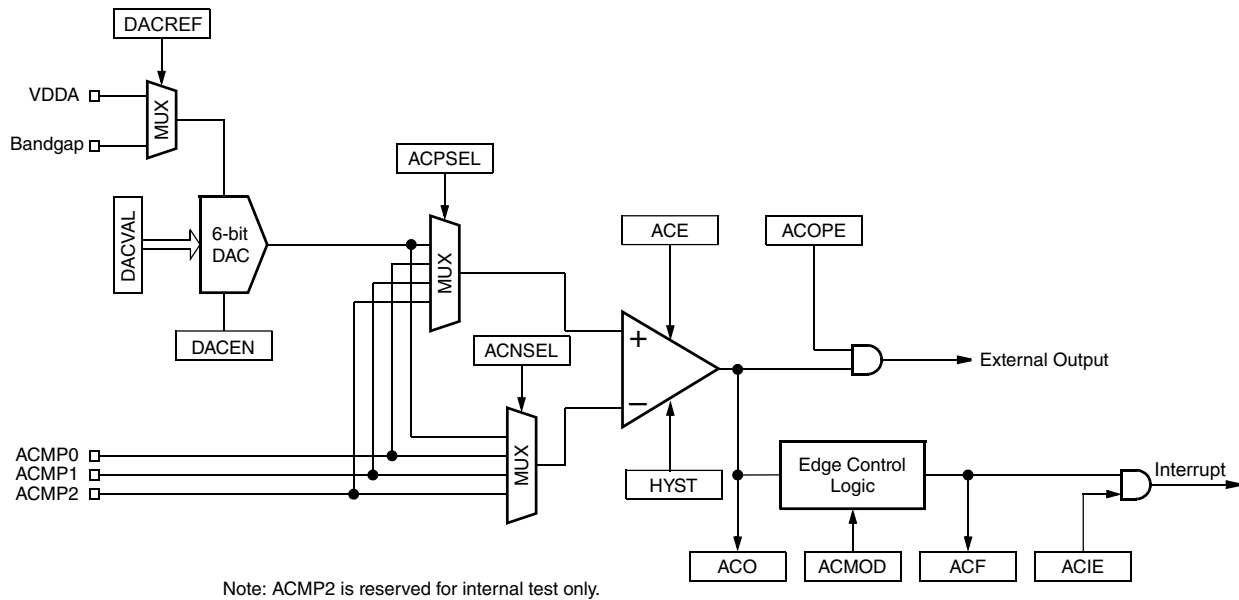 DACREF
VDDA
MUX
Bandgap
ACPSEL
DACVAL
6-bit
DAC
MUX
ACE
ACOPE
DACEN
ACNSEL
+
External Output
−
MUX
ACMP0
ACMP1
ACMP2
HYST
Edge Control
Logic
Interrupt
ACO
ACMOD
ACF
ACIE
Note: ACMP2 is reserved for internal test only.